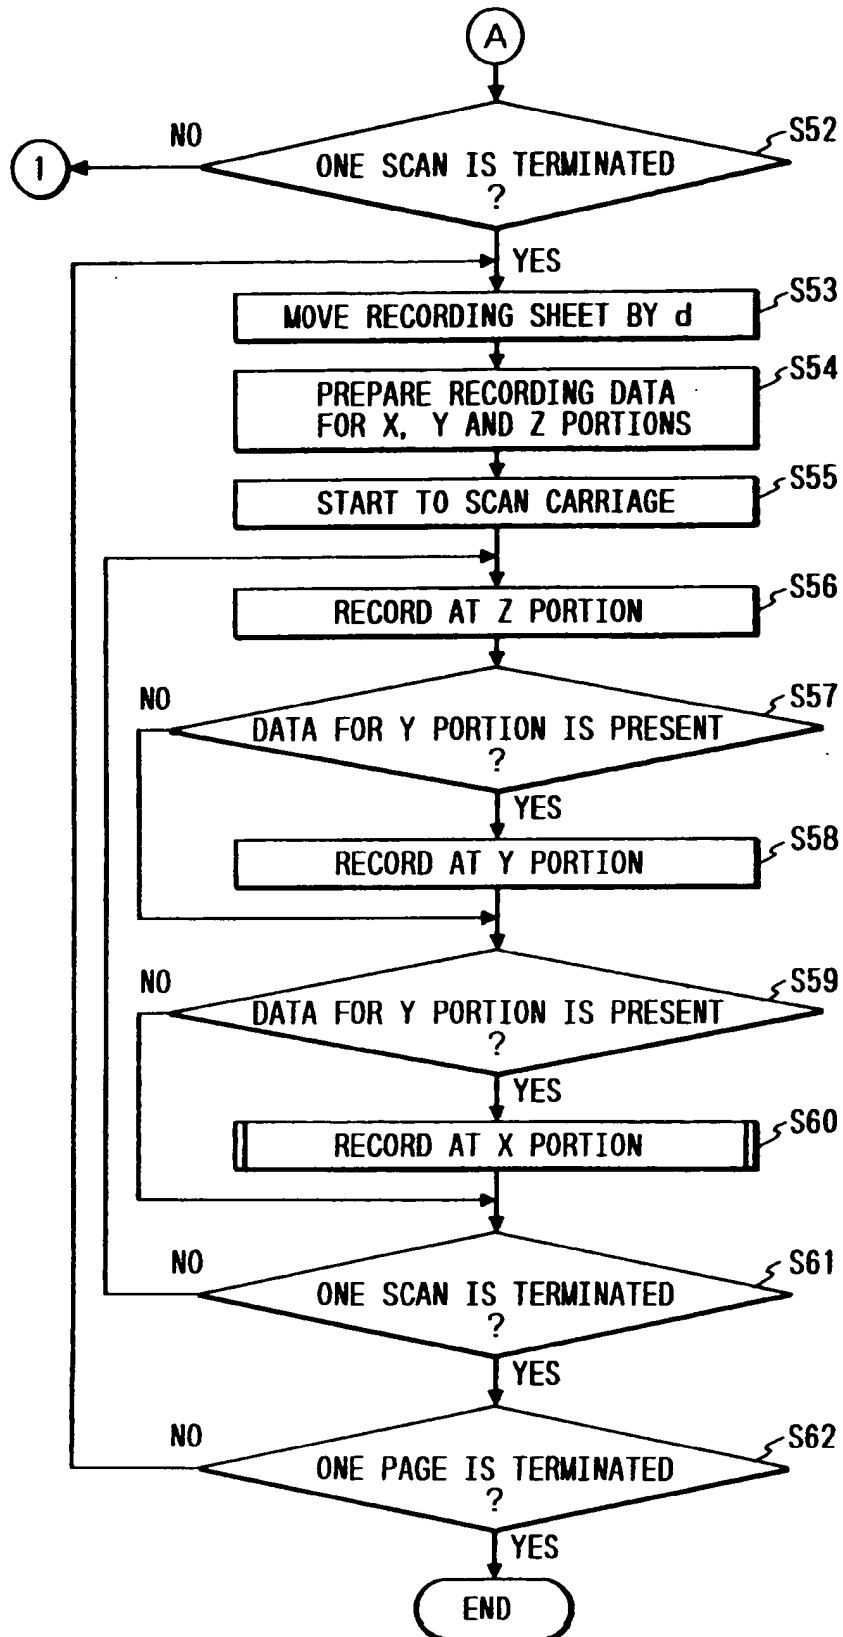 A
NO
S52
1
ONE SCAN IS TERMINATED
?
YES
S53
MOVE RECORDING SHEET BY d
S54
PREPARE RECORDING DATA
FOR X, Y AND Z PORTIONS
S55
START TO SCAN CARRIAGE
S56
RECORD AT Z PORTION
S57
NO
DATA FOR Y PORTION IS PRESENT
?
YES
S58
RECORD AT Y PORTION
S59
NO
DATA FOR Y PORTION IS PRESENT
?
YES
S60
RECORD AT X PORTION
S61
NO
ONE SCAN IS TERMINATED
?
YES
S62
NO
ONE PAGE IS TERMINATED
?
YES
END